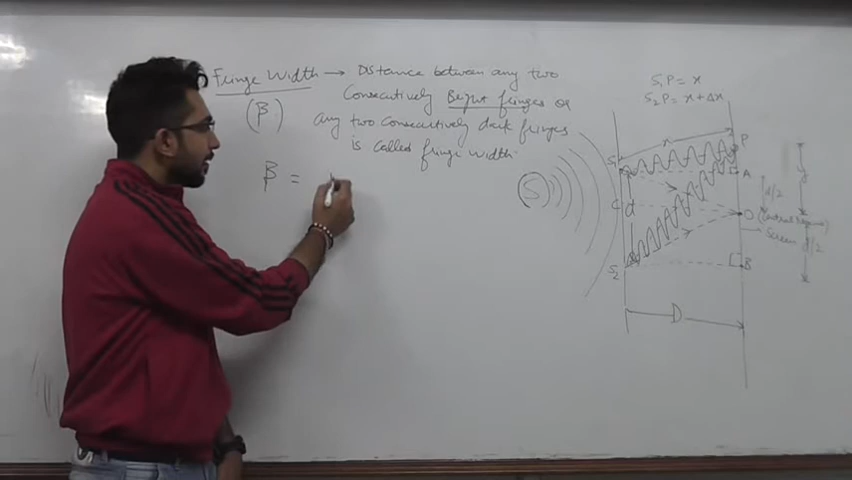 Fringe Width → Distance between any two
(β) Consecutively Bright fringes or
any two consecutively dark fringes
is called fringe width.
β =
S₁P = x
S₂P = x + Δx
x
P
S₁
A
y
S
C
d
d/2
O (Central
Screen
d/2
S₂
B
D